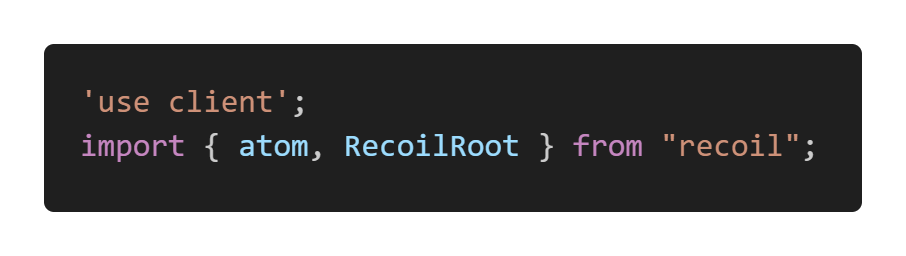 'use client';
import { atom, RecoilRoot } from "recoil";